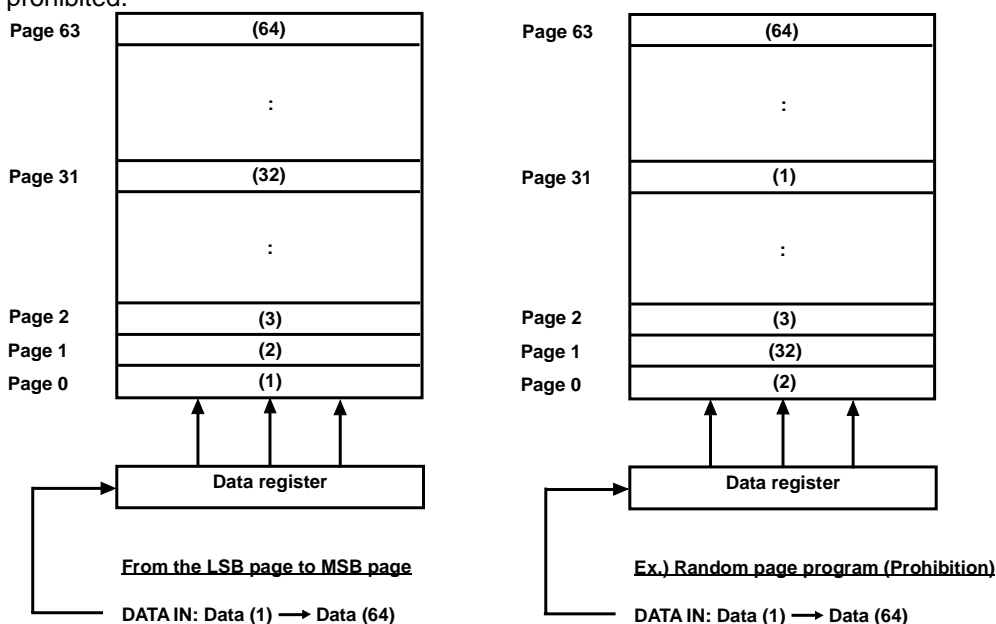 prohibited.
Page 63 (64)
:
Page 31 (32)
:
Page 2 (3)
Page 1 (2)
Page 0 (1)
Data register
From the LSB page to MSB page
DATA IN: Data (1) → Data (64)
Page 63 (64)
:
Page 31 (1)
:
Page 2 (3)
Page 1 (32)
Page 0 (2)
Data register
Ex.) Random page program (Prohibition)
DATA IN: Data (1) → Data (64)